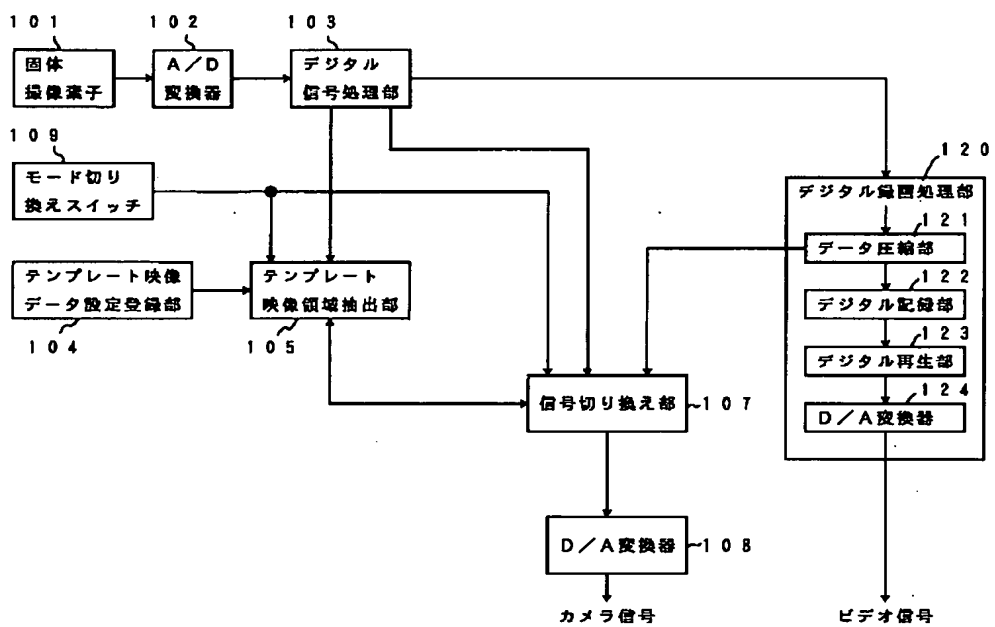 101
固体
撮像素子
102
A/D
変換器
103
デジタル
信号処理部
109
モード切り
換えスイッチ
テンプレート映像
データ設定登録部
104
テンプレート
映像領域抽出部
105
120
デジタル録画処理部
121
データ圧縮部
122
デジタル記録部
123
デジタル再生部
124
D/A変換器
信号切り換え部
107
D/A変換器
108
カメラ信号
ビデオ信号